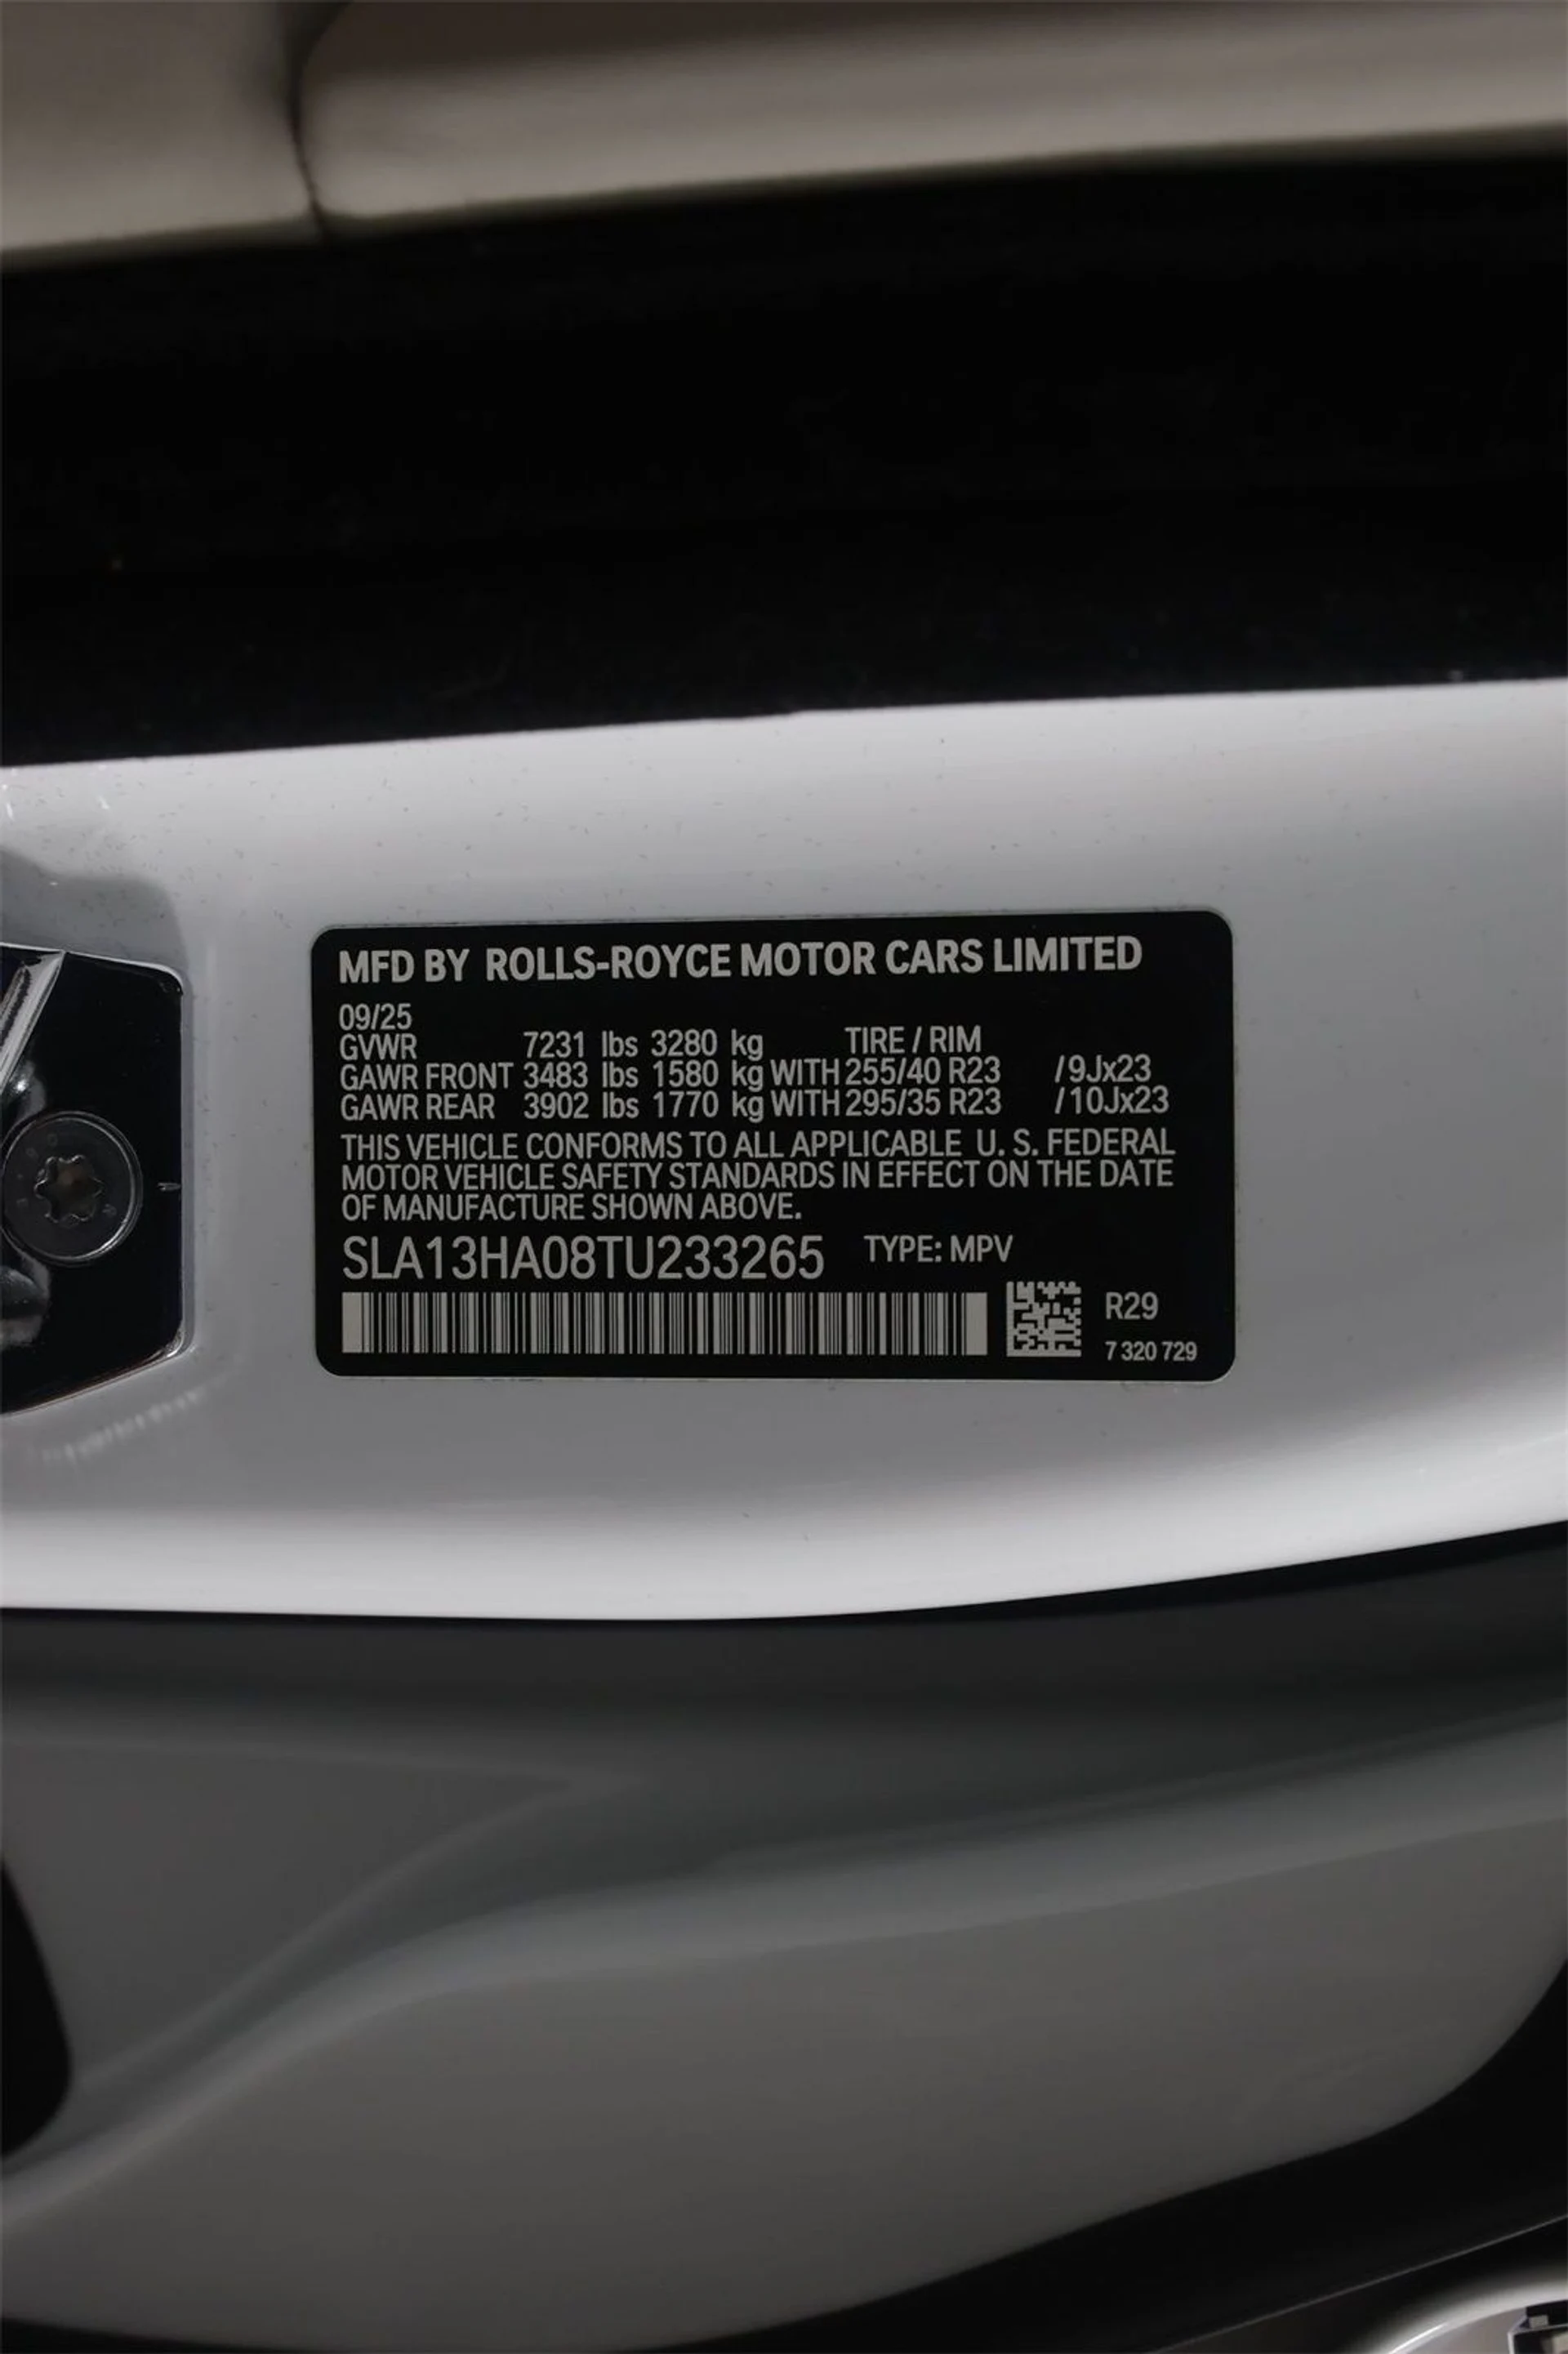 MFD BY ROLLS-ROYCE MOTOR CARS LIMITED
09/25
GVWR 7231 lbs 3280 kg TIRE / RIM
GAWR FRONT 3483 lbs 1580 kg WITH 255/40 R23 /9Jx23
GAWR REAR 3902 lbs 1770 kg WITH 295/35 R23 /10Jx23
THIS VEHICLE CONFORMS TO ALL APPLICABLE U. S. FEDERAL
MOTOR VEHICLE SAFETY STANDARDS IN EFFECT ON THE DATE
OF MANUFACTURE SHOWN ABOVE.
SLA13HA08TU233265 TYPE: MPV
R29
7 320 729